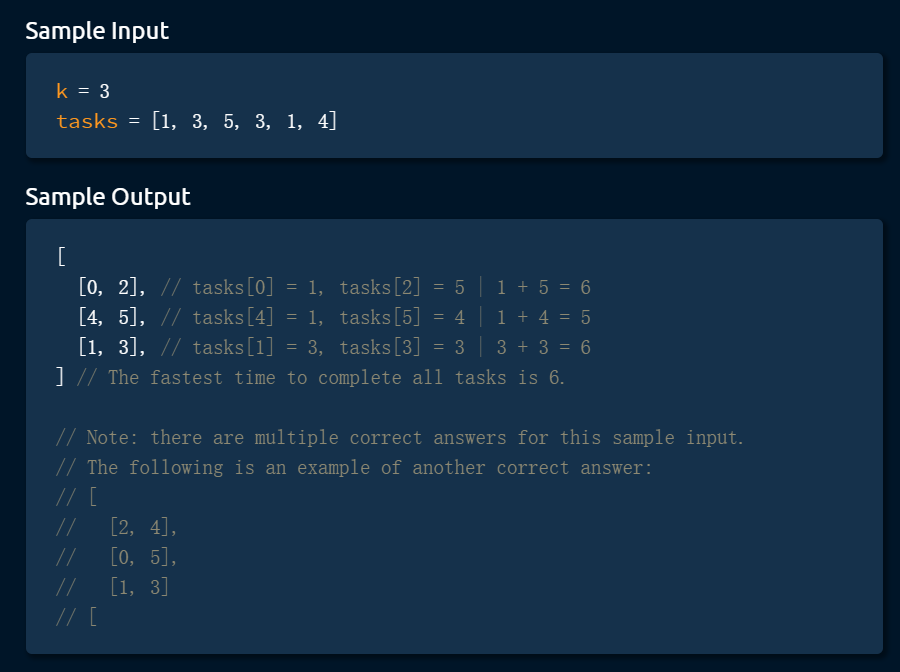 Sample Input
k = 3
tasks = [1, 3, 5, 3, 1, 4]
Sample Output
[
  [0, 2], // tasks[0] = 1, tasks[2] = 5 | 1 + 5 = 6
  [4, 5], // tasks[4] = 1, tasks[5] = 4 | 1 + 4 = 5
  [1, 3], // tasks[1] = 3, tasks[3] = 3 | 3 + 3 = 6
] // The fastest time to complete all tasks is 6.
// Note: there are multiple correct answers for this sample input.
// The following is an example of another correct answer:
// [
//   [2, 4],
//   [0, 5],
//   [1, 3]
// [